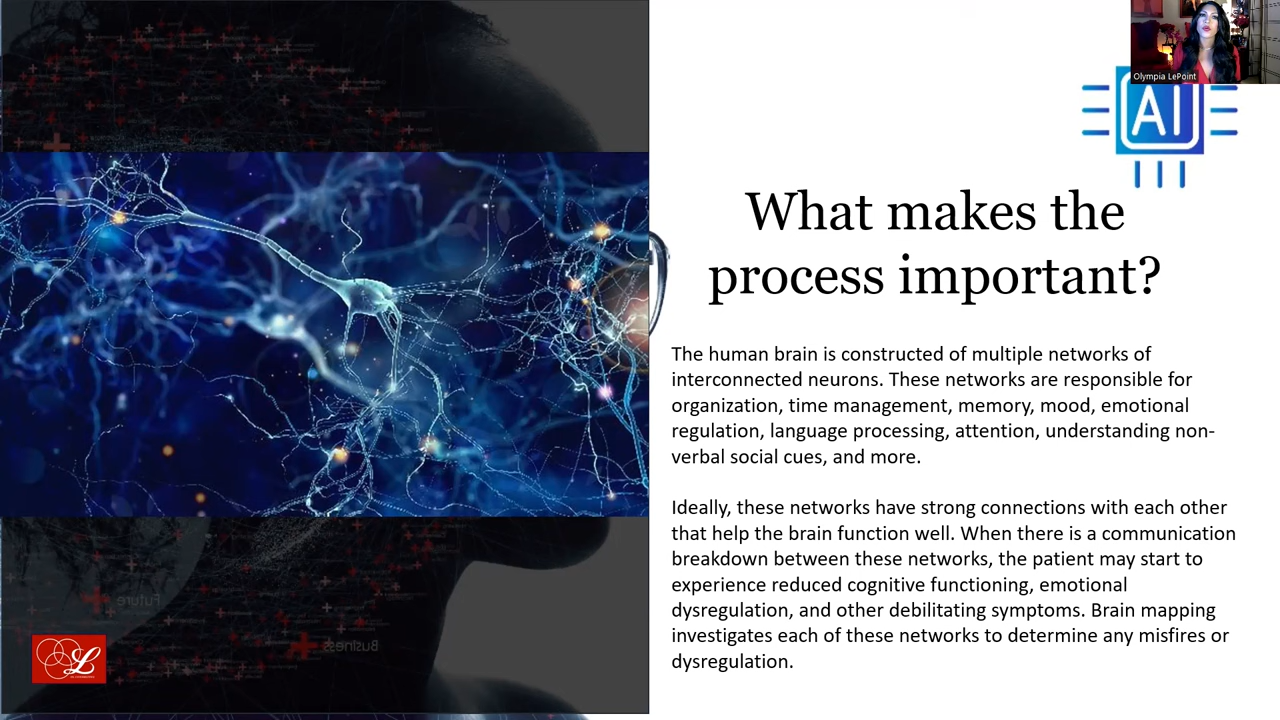 Olympia LePoint
AI
What makes the
process important?
The human brain is constructed of multiple networks of
interconnected neurons. These networks are responsible for
organization, time management, memory, mood, emotional
regulation, language processing, attention, understanding non-
verbal social cues, and more.
Ideally, these networks have strong connections with each other
that help the brain function well. When there is a communication
breakdown between these networks, the patient may start to
experience reduced cognitive functioning, emotional
dysregulation, and other debilitating symptoms. Brain mapping
investigates each of these networks to determine any misfires or
dysregulation.
Future
Business
L